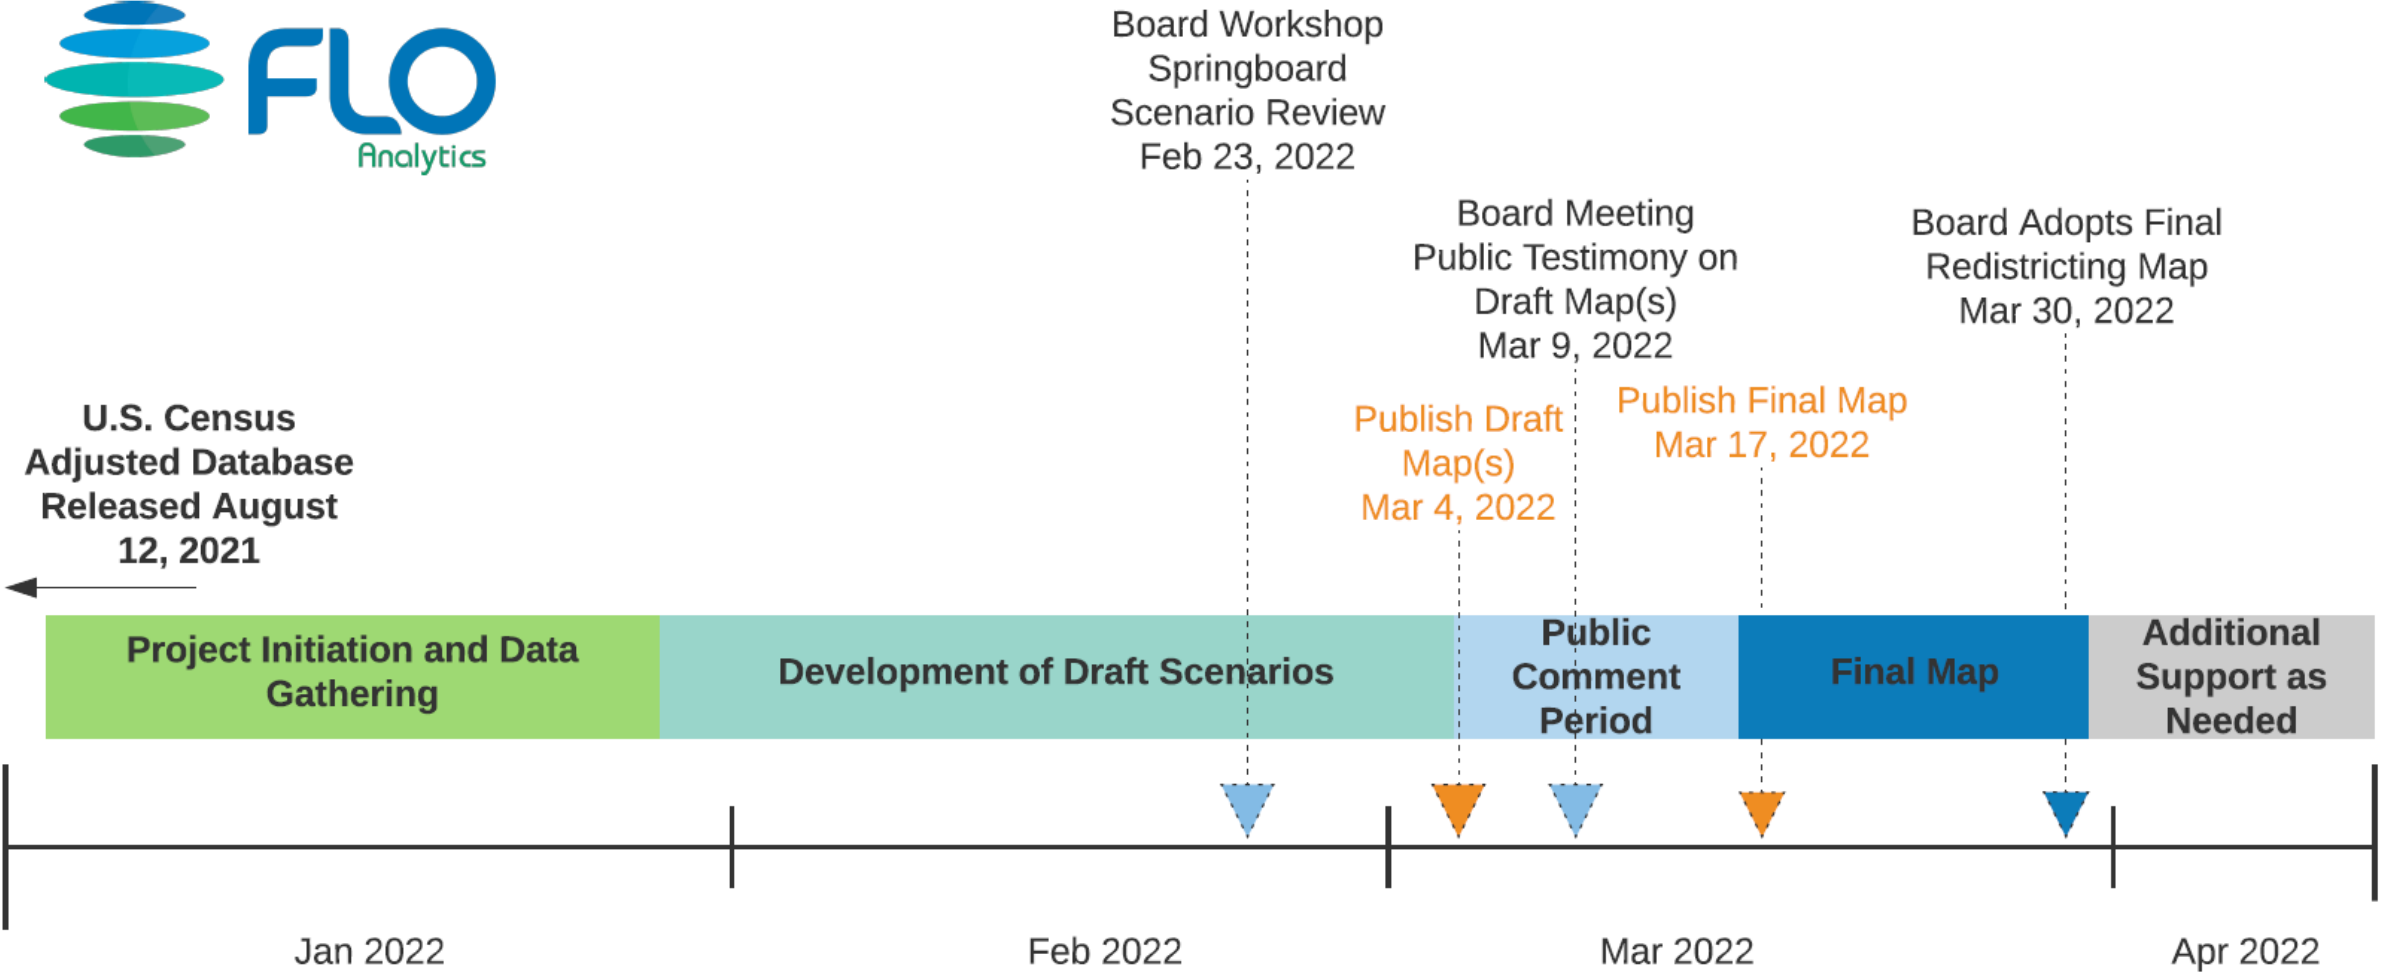 FLO
Analytics
Board Workshop
Springboard
Scenario Review
Feb 23, 2022
Board Meeting
Public Testimony on
Draft Map(s)
Mar 9, 2022
Board Adopts Final
Redistricting Map
Mar 30, 2022
Publish Draft
Map(s)
Mar 4, 2022
Publish Final Map
Mar 17, 2022
U.S. Census
Adjusted Database
Released August
12, 2021
Project Initiation and Data
Gathering
Development of Draft Scenarios
Public
Comment
Period
Final Map
Additional
Support as
Needed
Jan 2022
Feb 2022
Mar 2022
Apr 2022